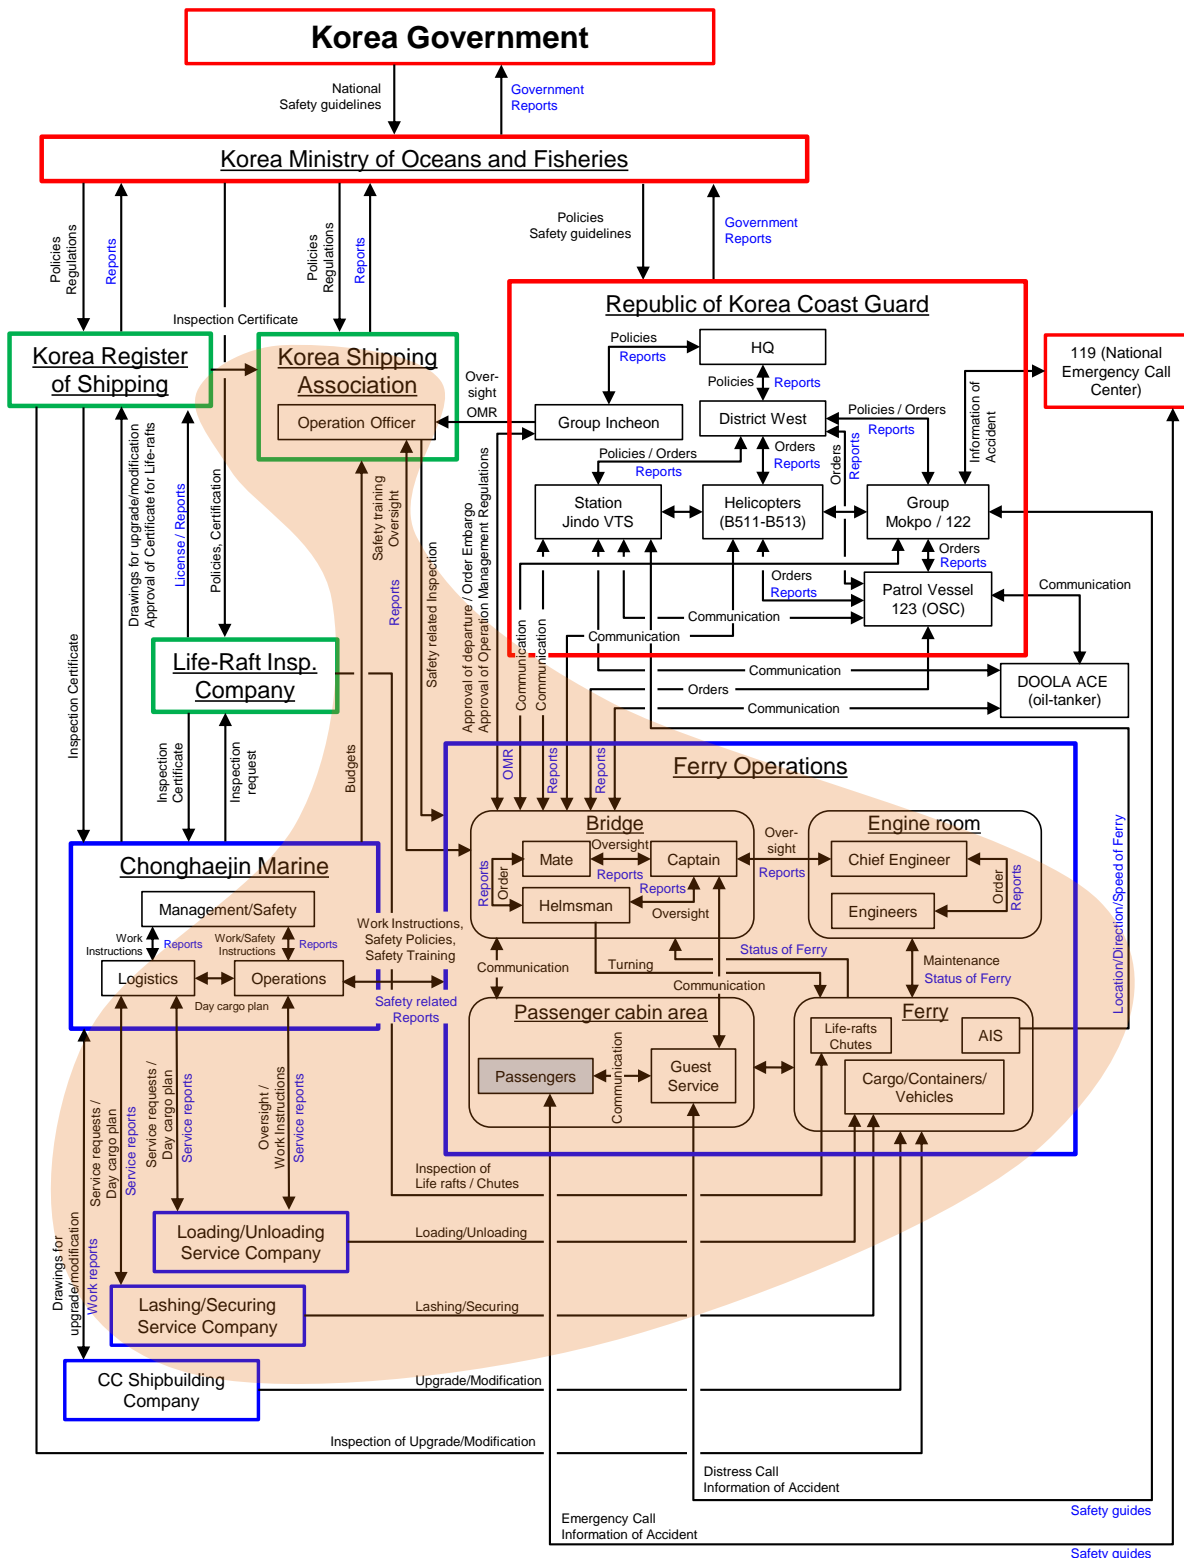 Korea Government
National
Safety guidelines
Government
Reports
Korea Ministry of Oceans and Fisheries
Policies
Regulations
Reports
Inspection Certificate
Policies
Regulations
Reports
Policies
Safety guidelines
Government
Reports
Korea Register
of Shipping
Korea Shipping
Association
Operation Officer
Over-
sight
OMR
Republic of Korea Coast Guard
Policies
Reports
HQ
Policies
Reports
Group Incheon
District West
Policies / Orders
Reports
Policies / Orders
Reports
Orders
Reports
Orders
Reports
Information of
Accident
119 (National
Emergency Call
Center)
Station
Jindo VTS
Helicopters
(B511-B513)
Group
Mokpo / 122
Orders
Reports
Orders
Reports
Patrol Vessel
123 (OSC)
Communication
Communication
Communication
Communication
Communication
Communication
Orders
Communication
DOOLA ACE
(oil-tanker)
Drawings for upgrade/modification
Approval of Certificate for Life-rafts
License / Reports
Policies, Certification
Safety training
Oversight
Reports
Safety related Inspection
Approval of departure / Order Embargo
Approval of Operation Management Regulations
Inspection Certificate
Life-Raft Insp.
Company
Inspection
Certificate
Inspection
request
Budgets
OMR
Reports
Reports
Ferry Operations
Bridge
Mate
Oversight
Reports
Captain
Reports
Order
Helmsman
Reports
Oversight
Over-
sight
Reports
Engine room
Chief Engineer
Order
Reports
Engineers
Location/Direction/Speed of Ferry
Chonghaejin Marine
Management/Safety
Work
Instructions
Reports
Work/Safety
Instructions
Reports
Logistics
Operations
Day cargo plan
Work Instructions,
Safety Policies,
Safety Training
Safety related
Reports
Communication
Turning
Status of Ferry
Communication
Maintenance
Status of Ferry
Passenger cabin area
Passengers
Communication
Guest
Service
Ferry
Life-rafts
Chutes
AIS
Cargo/Containers/
Vehicles
Service requests /
Day cargo plan
Service reports
Service requests /
Day cargo plan
Service reports
Oversight /
Work Instructions
Service reports
Inspection of
Life rafts / Chutes
Loading/Unloading
Service Company
Loading/Unloading
Drawings for
upgrade/modification
Work reports
Lashing/Securing
Service Company
Lashing/Securing
CC Shipbuilding
Company
Upgrade/Modification
Inspection of Upgrade/Modification
Distress Call
Information of Accident
Safety guides
Emergency Call
Information of Accident
Safety guides